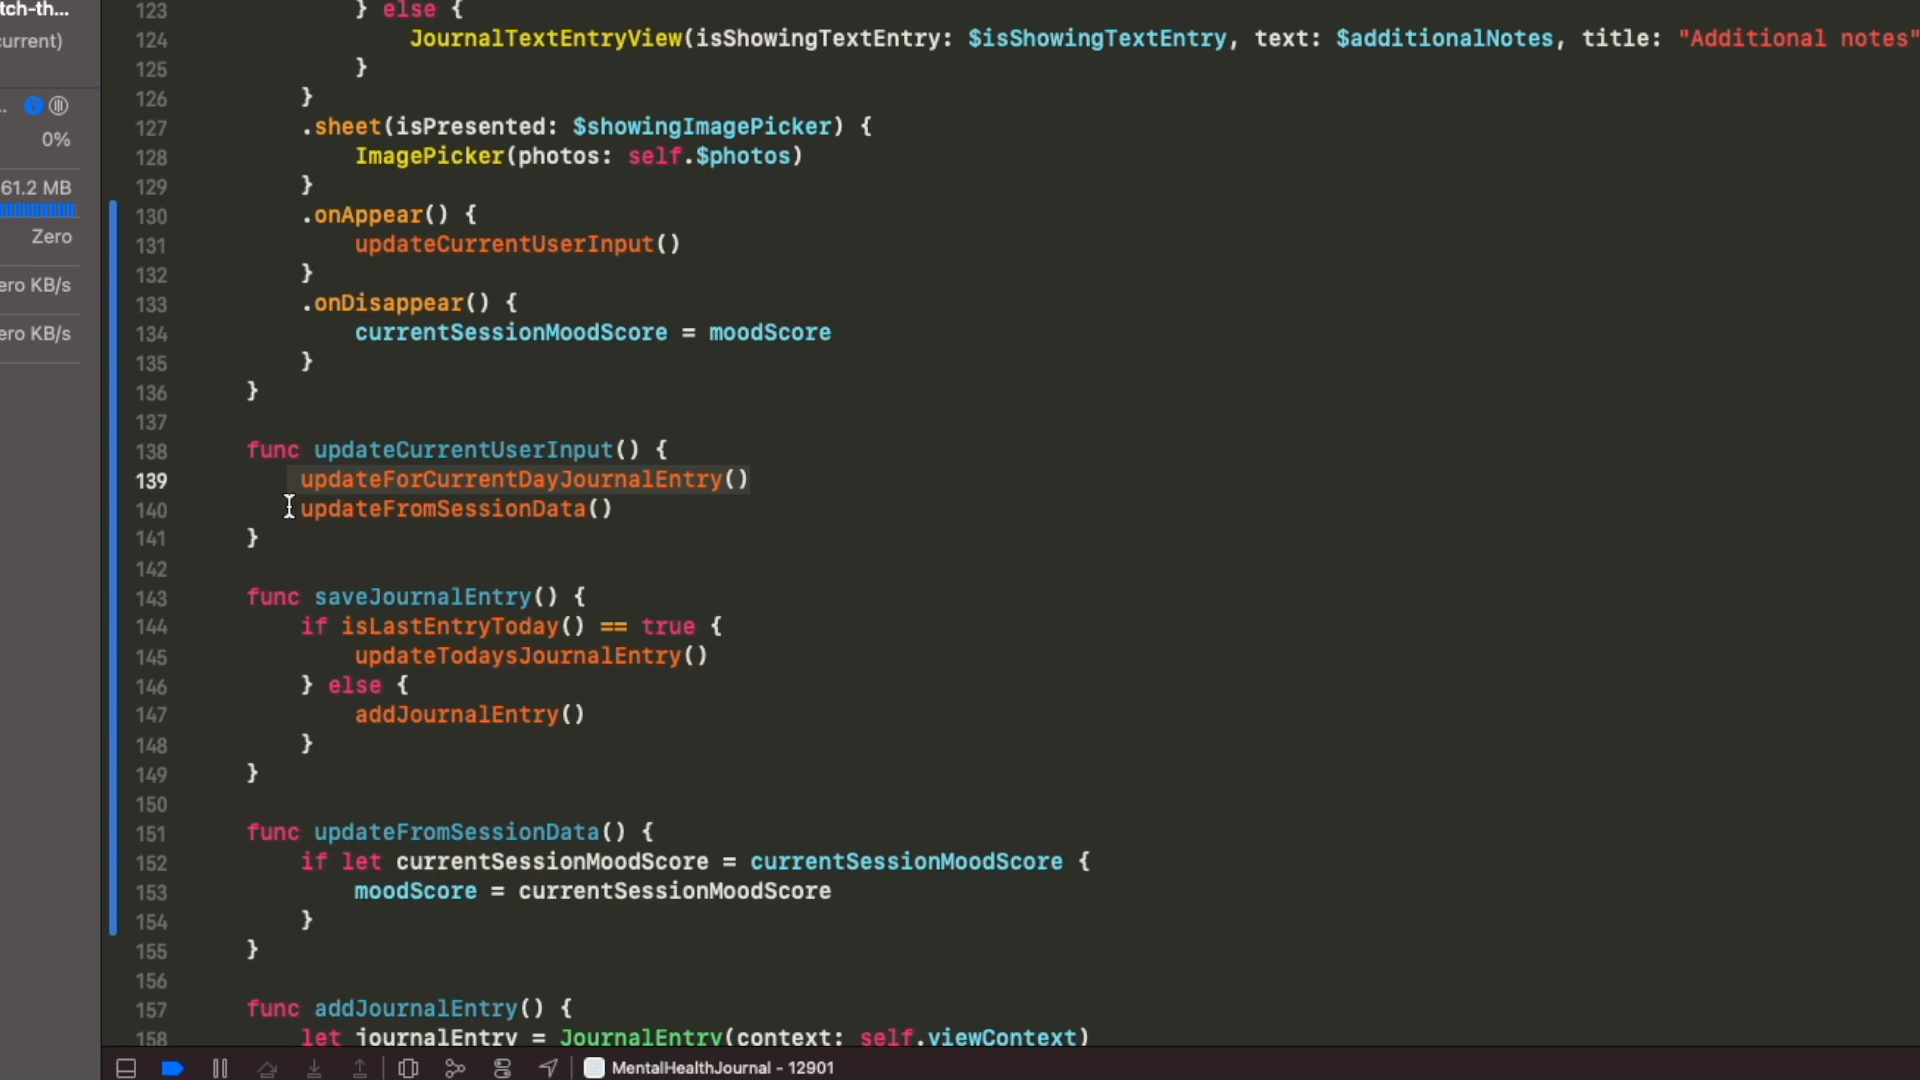 tch-th...
current)
0%
61.2 MB
Zero
ero KB/s
ero KB/s
123 } else {
124 JournalTextEntryView(isShowingTextEntry: $isShowingTextEntry, text: $additionalNotes, title: "Additional notes"
125 }
126 }
127 .sheet(isPresented: $showingImagePicker) {
128 ImagePicker(photos: self.$photos)
129 }
130 .onAppear() {
131 updateCurrentUserInput()
132 }
133 .onDisappear() {
134 currentSessionMoodScore = moodScore
135 }
136 }
137
138 func updateCurrentUserInput() {
139 updateForCurrentDayJournalEntry()
140 updateFromSessionData()
141 }
142
143 func saveJournalEntry() {
144 if isLastEntryToday() == true {
145 updateTodaysJournalEntry()
146 } else {
147 addJournalEntry()
148 }
149 }
150
151 func updateFromSessionData() {
152 if let currentSessionMoodScore = currentSessionMoodScore {
153 moodScore = currentSessionMoodScore
154 }
155 }
156
157 func addJournalEntry() {
158 let journalEntry = JournalEntry(context: self.viewContext)
MentalHealthJournal - 12901